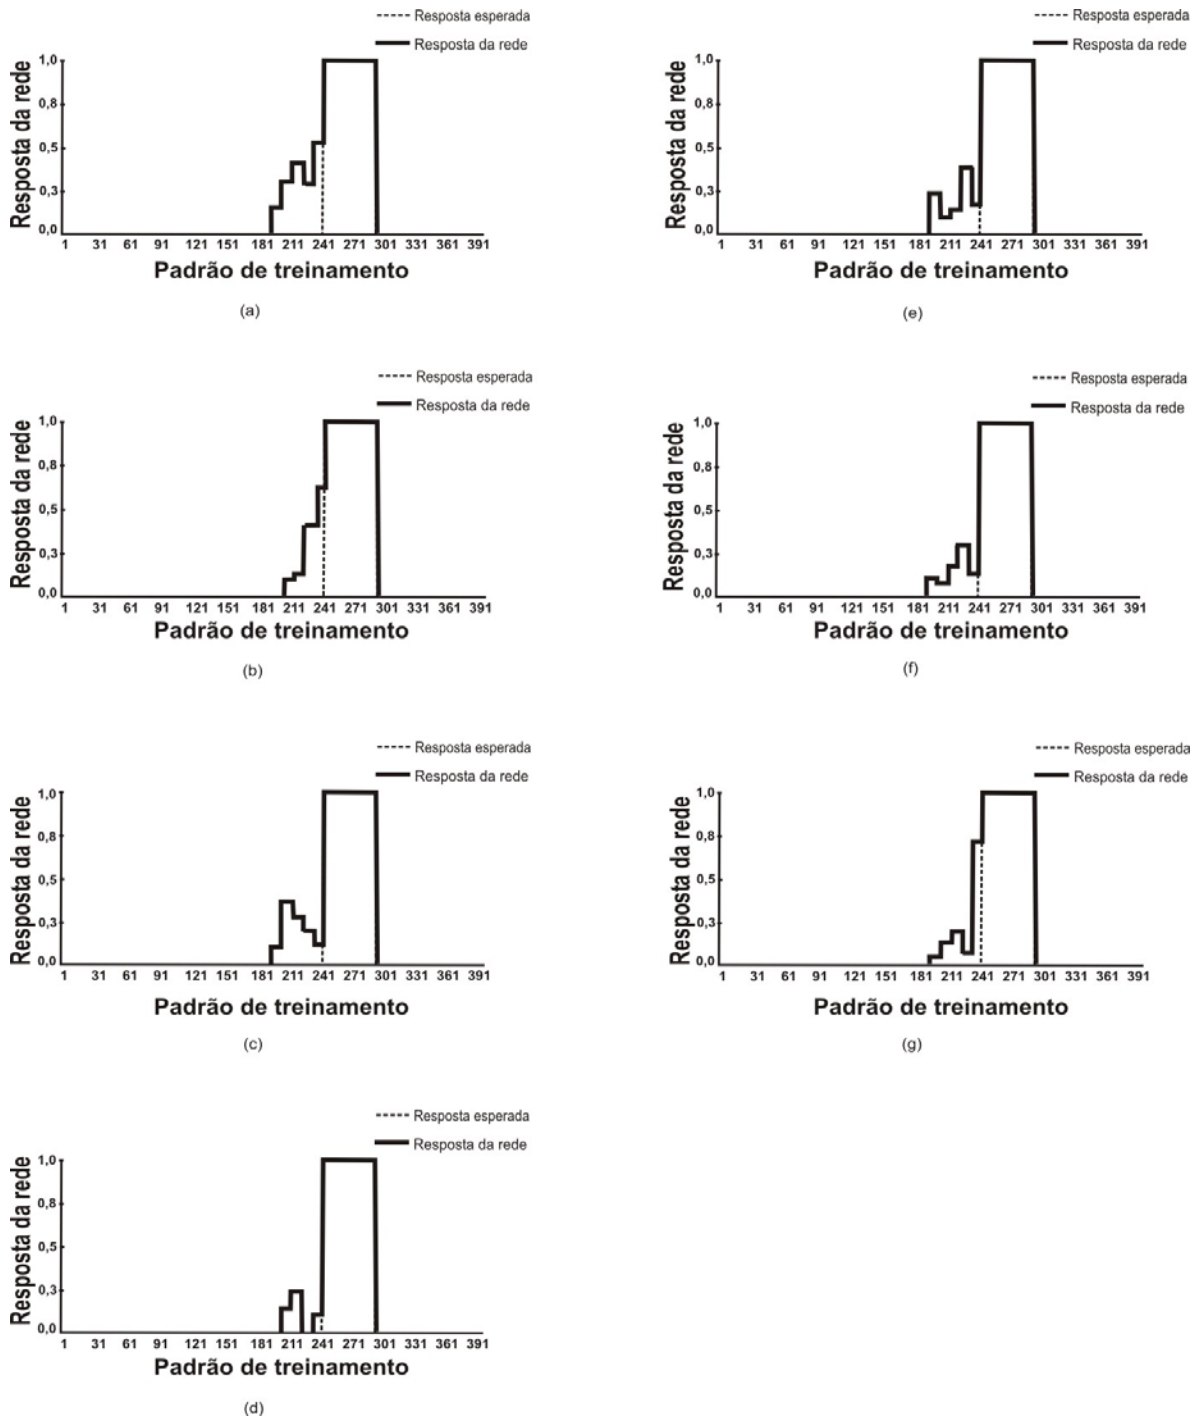 Resposta esperada
Resposta da rede
Resposta da rede
1,0
0,8
0,5
0,3
0,0
1 31 61 91 121 151 181 211 241 271 301 331 361 391
Padrão de treinamento
(a)
Resposta esperada
Resposta da rede
Resposta da rede
1,0
0,8
0,5
0,3
0,0
1 31 61 91 121 151 181 211 241 271 301 331 361 391
Padrão de treinamento
(e)
Resposta esperada
Resposta da rede
Resposta da rede
1,0
0,8
0,5
0,3
0,0
1 31 61 91 121 151 181 211 241 271 301 331 361 391
Padrão de treinamento
(b)
Resposta esperada
Resposta da rede
Resposta da rede
1,0
0,8
0,5
0,3
0,0
1 31 61 91 121 151 181 211 241 271 301 331 361 391
Padrão de treinamento
(f)
Resposta esperada
Resposta da rede
Resposta da rede
1,0
0,8
0,5
0,3
0,0
1 31 61 91 121 151 181 211 241 271 301 331 361 391
Padrão de treinamento
(c)
Resposta esperada
Resposta da rede
Resposta da rede
1,0
0,8
0,5
0,3
0,0
1 31 61 91 121 151 181 211 241 271 301 331 361 391
Padrão de treinamento
(g)
Resposta esperada
Resposta da rede
Resposta da rede
1,0
0,8
0,5
0,3
0,0
1 31 61 91 121 151 181 211 241 271 301 331 361 391
Padrão de treinamento
(d)